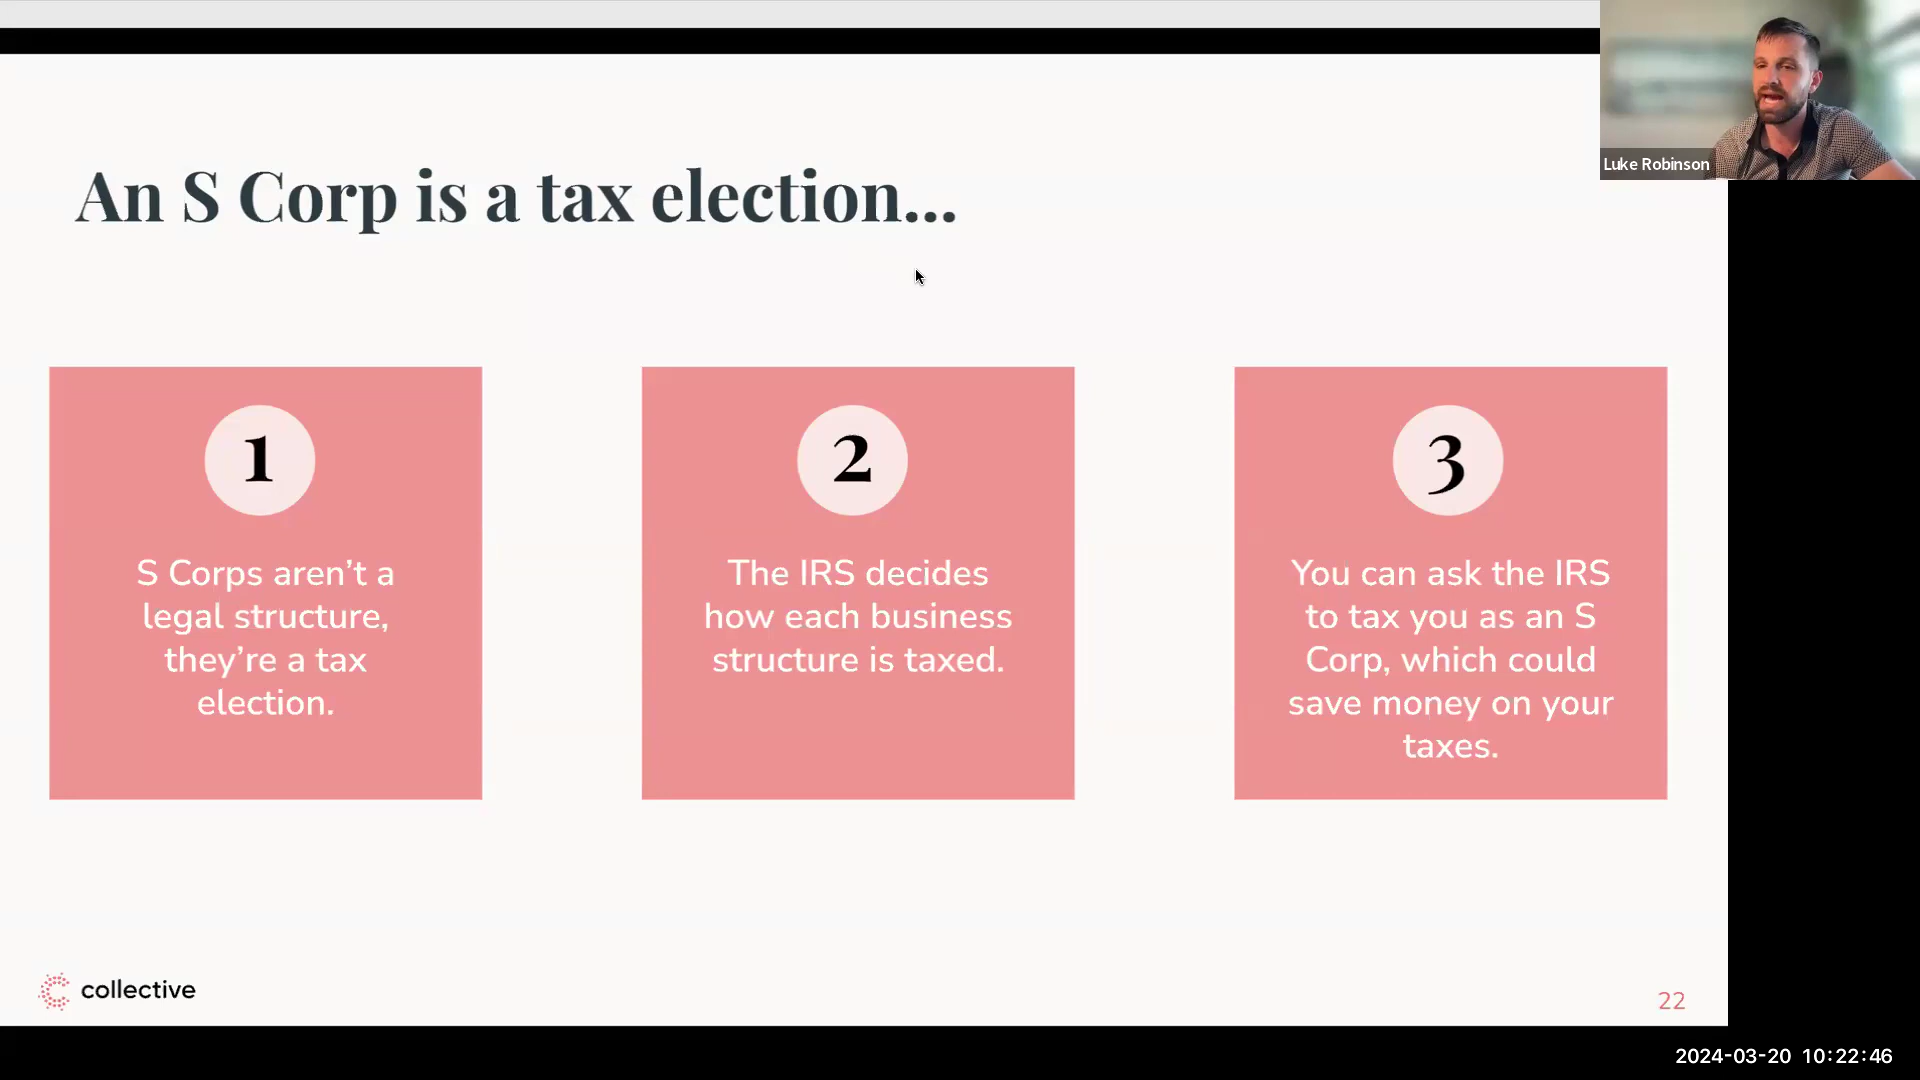 Luke Robinson
An S Corp is a tax election...
1
S Corps aren’t a
legal structure,
they’re a tax
election.
2
The IRS decides
how each business
structure is taxed.
3
You can ask the IRS
to tax you as an S
Corp, which could
save money on your
taxes.
collective
22
2024-03-20 10:22:46